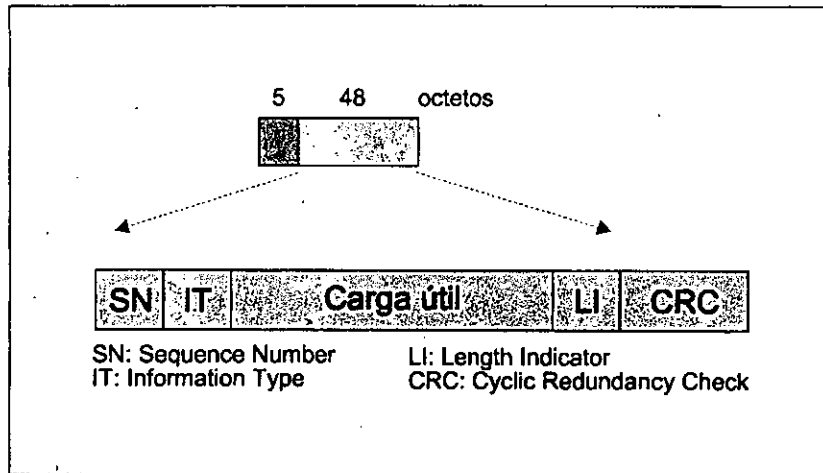 5 48 octetos
SN IT Carga útil LI CRC
SN: Sequence Number LI: Length Indicator
IT: Information Type CRC: Cyclic Redundancy Check